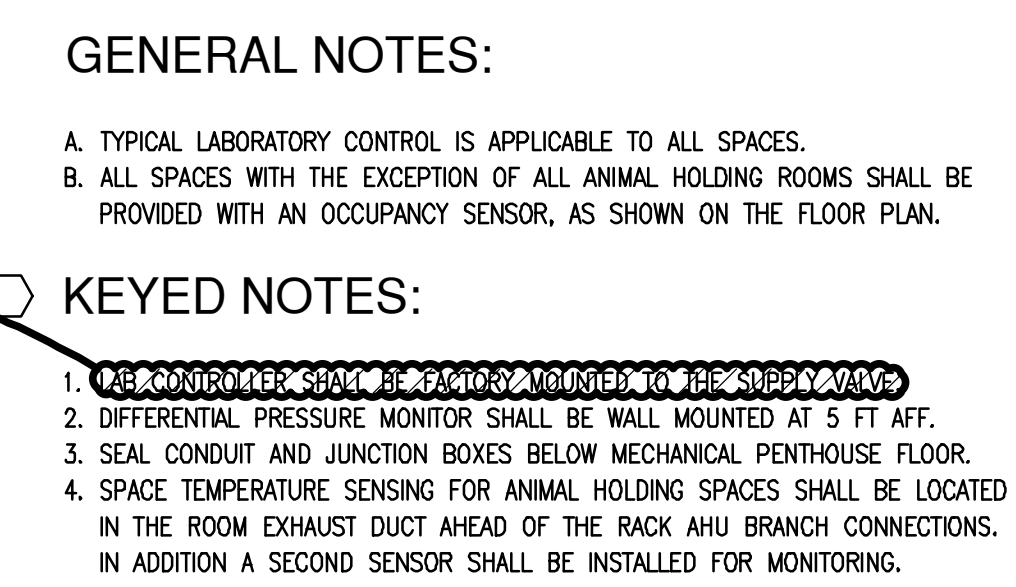 GENERAL NOTES:
A. TYPICAL LABORATORY CONTROL IS APPLICABLE TO ALL SPACES.
B. ALL SPACES WITH THE EXCEPTION OF ALL ANIMAL HOLDING ROOMS SHALL BE
PROVIDED WITH AN OCCUPANCY SENSOR, AS SHOWN ON THE FLOOR PLAN.
KEYED NOTES:
1. LAB CONTROLLER SHALL BE FACTORY MOUNTED TO THE SUPPLY VALVE.
2. DIFFERENTIAL PRESSURE MONITOR SHALL BE WALL MOUNTED AT 5 FT AFF.
3. SEAL CONDUIT AND JUNCTION BOXES BELOW MECHANICAL PENTHOUSE FLOOR.
4. SPACE TEMPERATURE SENSING FOR ANIMAL HOLDING SPACES SHALL BE LOCATED
IN THE ROOM EXHAUST DUCT AHEAD OF THE RACK AHU BRANCH CONNECTIONS.
IN ADDITION A SECOND SENSOR SHALL BE INSTALLED FOR MONITORING.